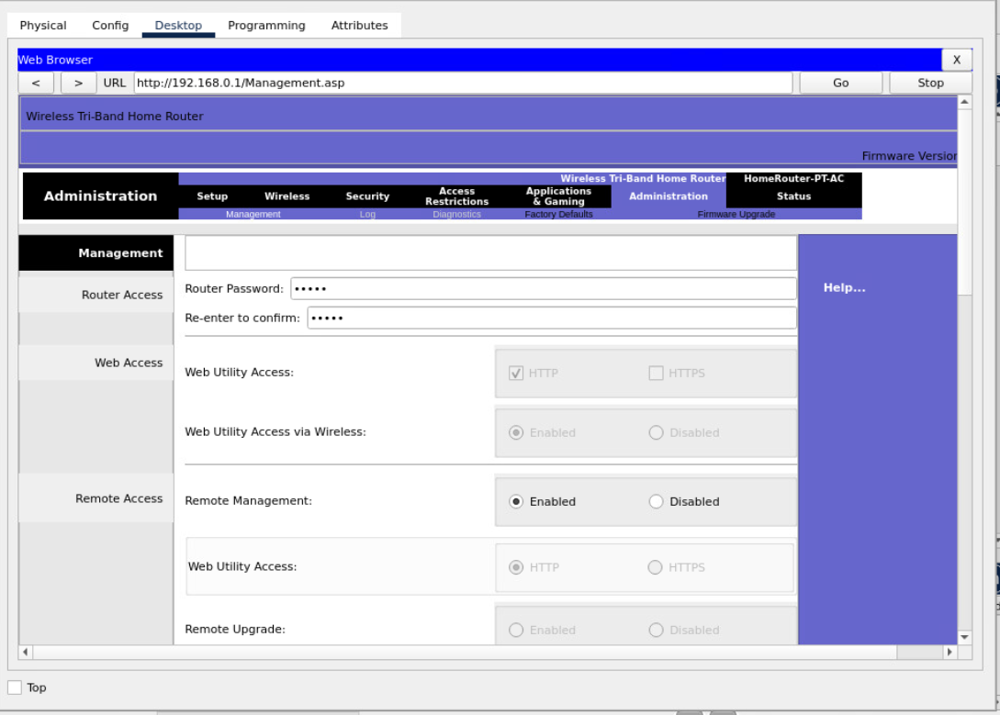 Physical Config Desktop Programming Attributes
Web Browser X
< > URL http://192.168.0.1/Management.asp Go Stop
Wireless Tri-Band Home Router
Firmware Version
Wireless Tri-Band Home Router HomeRouter-PT-AC
Administration Setup Wireless Security Access Restrictions Applications & Gaming Administration Status
Management Log Diagnostics Factory Defaults Firmware Upgrade
Management
Router Access Router Password: •••••
Help...
Re-enter to confirm: •••••
Web Access Web Utility Access: HTTP HTTPS
Web Utility Access via Wireless: Enabled Disabled
Remote Access Remote Management: Enabled Disabled
Web Utility Access: HTTP HTTPS
Remote Upgrade: Enabled Disabled
Top